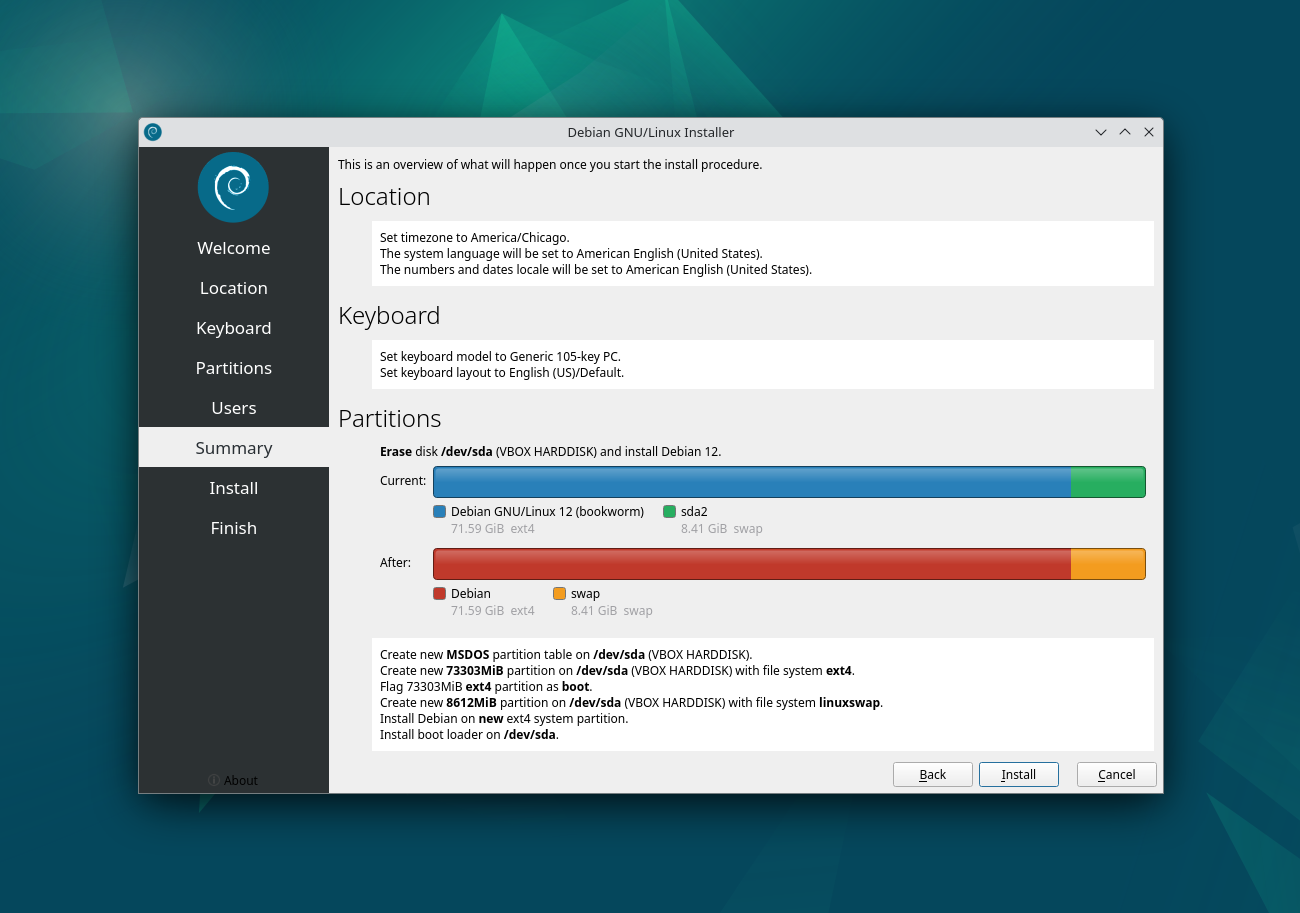 Debian GNU/Linux Installer
Welcome
Location
Keyboard
Partitions
Users
Summary
Install
Finish
About
This is an overview of what will happen once you start the install procedure.
Location
Set timezone to America/Chicago.
The system language will be set to American English (United States).
The numbers and dates locale will be set to American English (United States).
Keyboard
Set keyboard model to Generic 105-key PC.
Set keyboard layout to English (US)/Default.
Partitions
Erase disk /dev/sda (VBOX HARDDISK) and install Debian 12.
Current:
Debian GNU/Linux 12 (bookworm) sda2
71.59 GiB ext4 8.41 GiB swap
After:
Debian swap
71.59 GiB ext4 8.41 GiB swap
Create new MSDOS partition table on /dev/sda (VBOX HARDDISK).
Create new 73303MiB partition on /dev/sda (VBOX HARDDISK) with file system ext4.
Flag 73303MiB ext4 partition as boot.
Create new 8612MiB partition on /dev/sda (VBOX HARDDISK) with file system linuxswap.
Install Debian on new ext4 system partition.
Install boot loader on /dev/sda.
Back Install Cancel